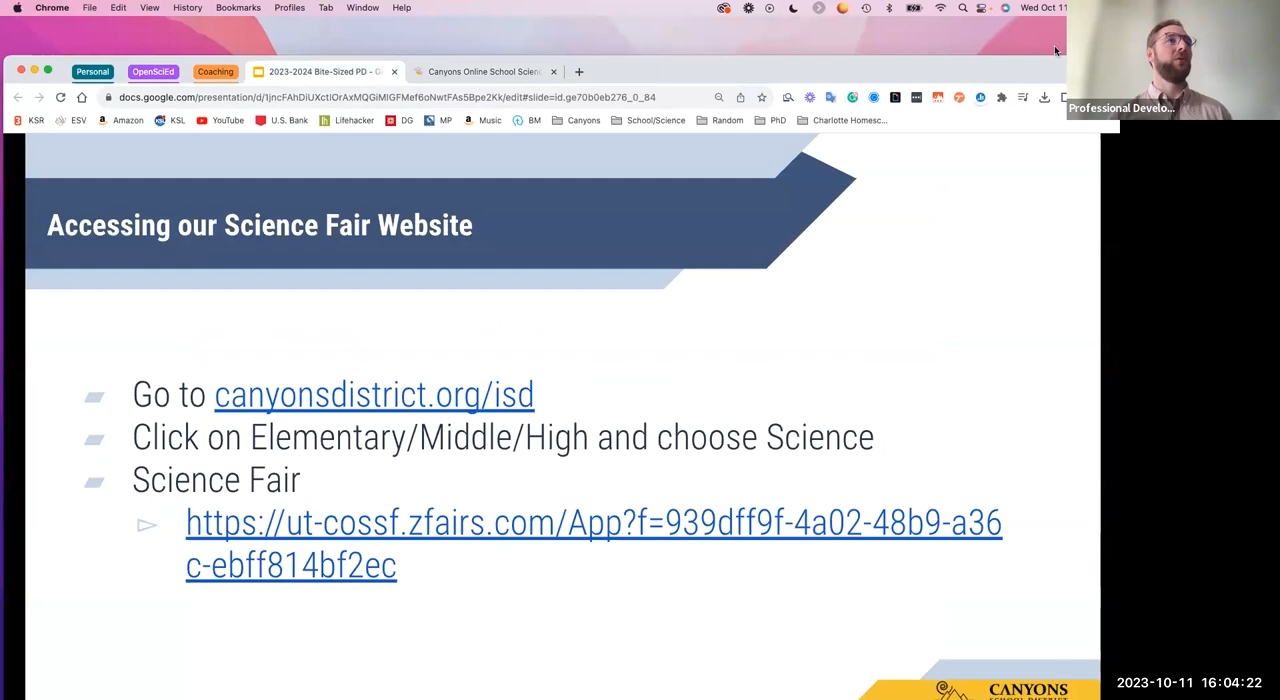 Chrome File Edit View History Bookmarks Profiles Tab Window Help Wed Oct 11
Personal OpenSciEd Coaching 2023-2024 Bite-Sized PD - G Canyons Online School Scienc
docs.google.com/presentation/d/1jncFAhDiUXctIOrAxMQGiMIGFMef6oNwtFAs5Bpe2Kk/edit#slide=id.ge70b0eb276_0_84
KSR ESV Amazon KSL YouTube U.S. Bank Lifehacker DG MP Music BM Canyons School/Science Random PhD Charlotte Homesc...
Professional Develo...
Accessing our Science Fair Website
Go to canyonsdistrict.org/isd
Click on Elementary/Middle/High and choose Science
Science Fair
https://ut-cossf.zfairs.com/App?f=939dff9f-4a02-48b9-a36
c-ebff814bf2ec
CANYONS
2023-10-11 16:04:22